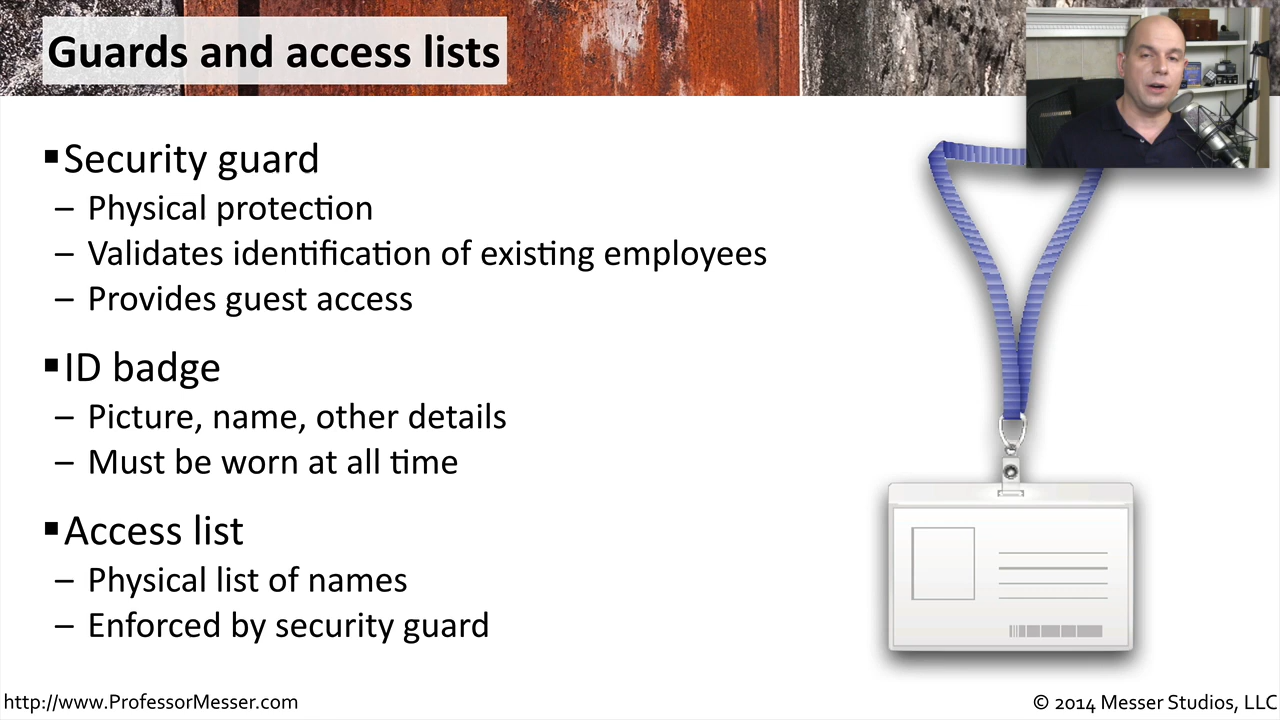 Guards and access lists
▪Security guard
– Physical protection
– Validates identification of existing employees
– Provides guest access
▪ID badge
– Picture, name, other details
– Must be worn at all time
▪Access list
– Physical list of names
– Enforced by security guard
http://www.ProfessorMesser.com
© 2014 Messer Studios, LLC